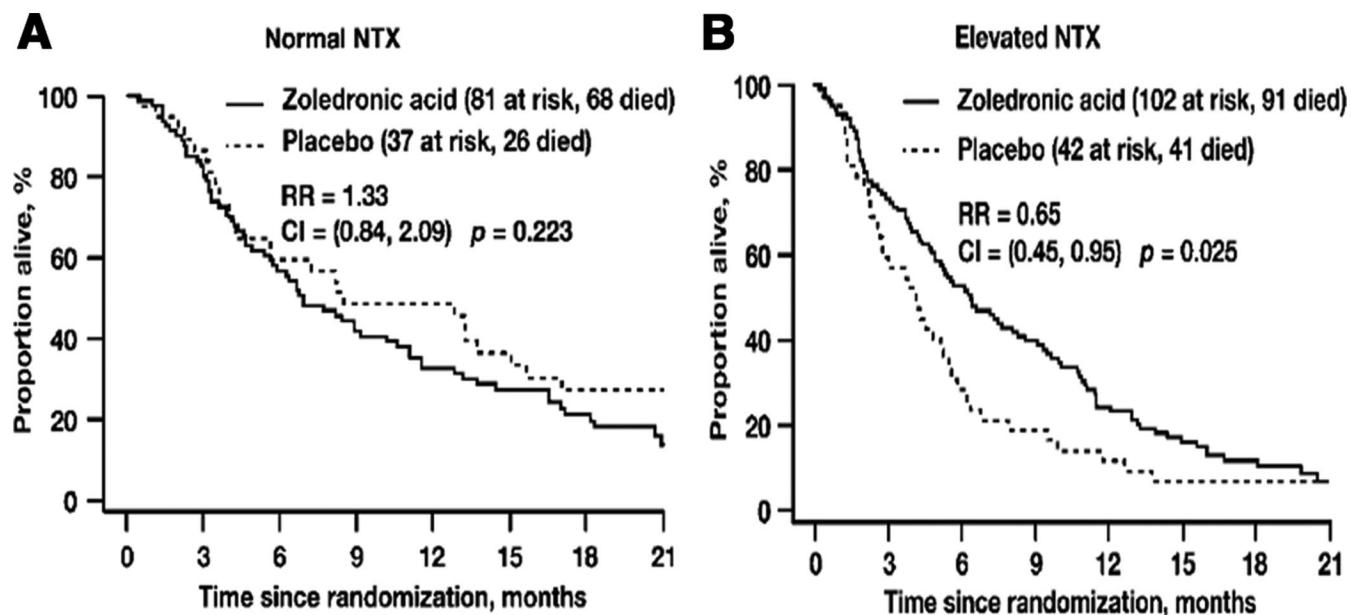 A
Normal NTX
Zoledronic acid (81 at risk, 68 died)
Placebo (37 at risk, 26 died)
RR = 1.33
CI = (0.84, 2.09) p = 0.223
Proportion alive, %
100
80
60
40
20
0
0 3 6 9 12 15 18 21
Time since randomization, months
B
Elevated NTX
Zoledronic acid (102 at risk, 91 died)
Placebo (42 at risk, 41 died)
RR = 0.65
CI = (0.45, 0.95) p = 0.025
Proportion alive, %
100
80
60
40
20
0
0 3 6 9 12 15 18 21
Time since randomization, months